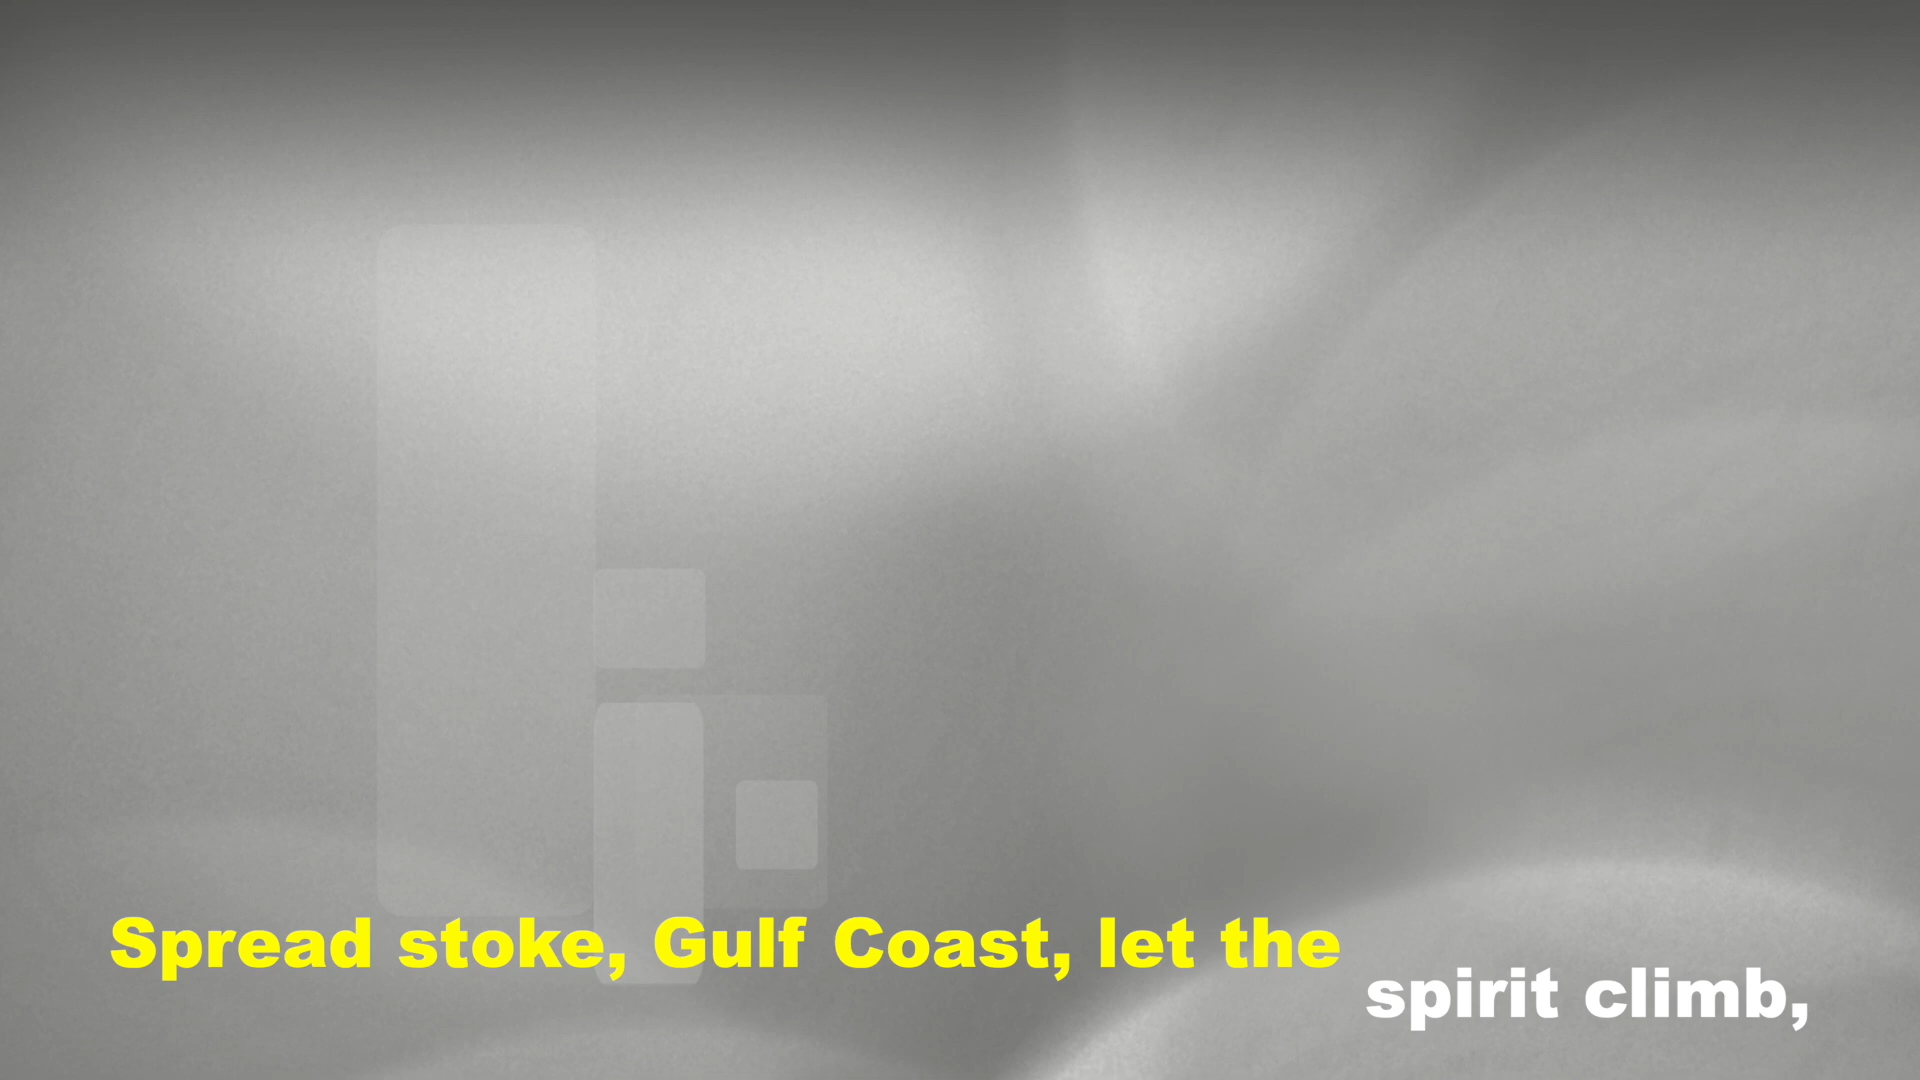 Spread stoke, Gulf Coast, let the
spirit climb,